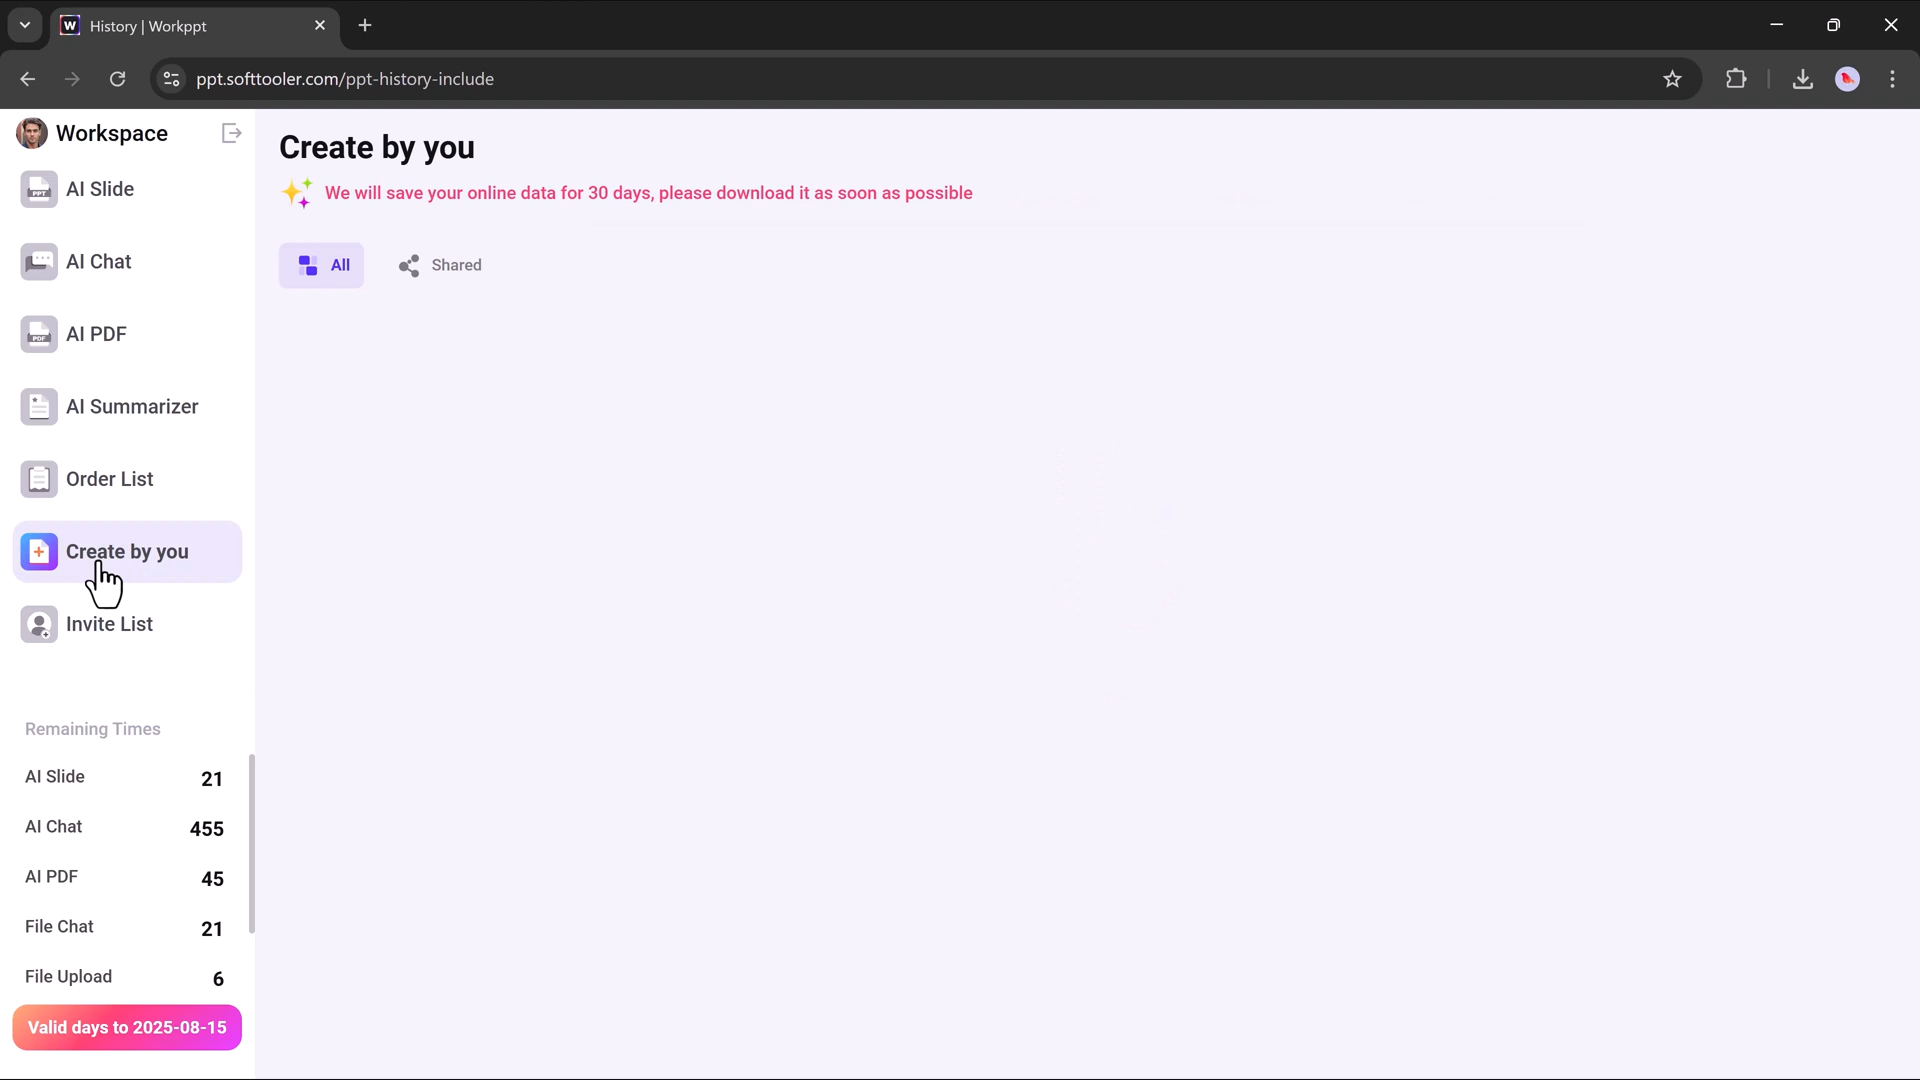 History | Workppt
ppt.softtooler.com/ppt-history-include
Workspace
AI Slide
AI Chat
AI PDF
AI Summarizer
Order List
Create by you
Invite List
Remaining Times
AI Slide 21
AI Chat 455
AI PDF 45
File Chat 21
File Upload 6
Valid days to 2025-08-15
Create by you
We will save your online data for 30 days, please download it as soon as possible
All
Shared